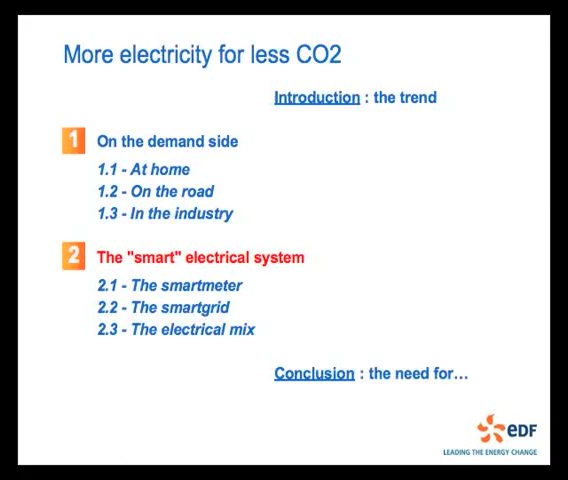 More electricity for less CO2
Introduction : the trend
1 On the demand side
1.1 - At home
1.2 - On the road
1.3 - In the industry
2 The "smart" electrical system
2.1 - The smartmeter
2.2 - The smartgrid
2.3 - The electrical mix
Conclusion : the need for...
eDF
LEADING THE ENERGY CHANGE